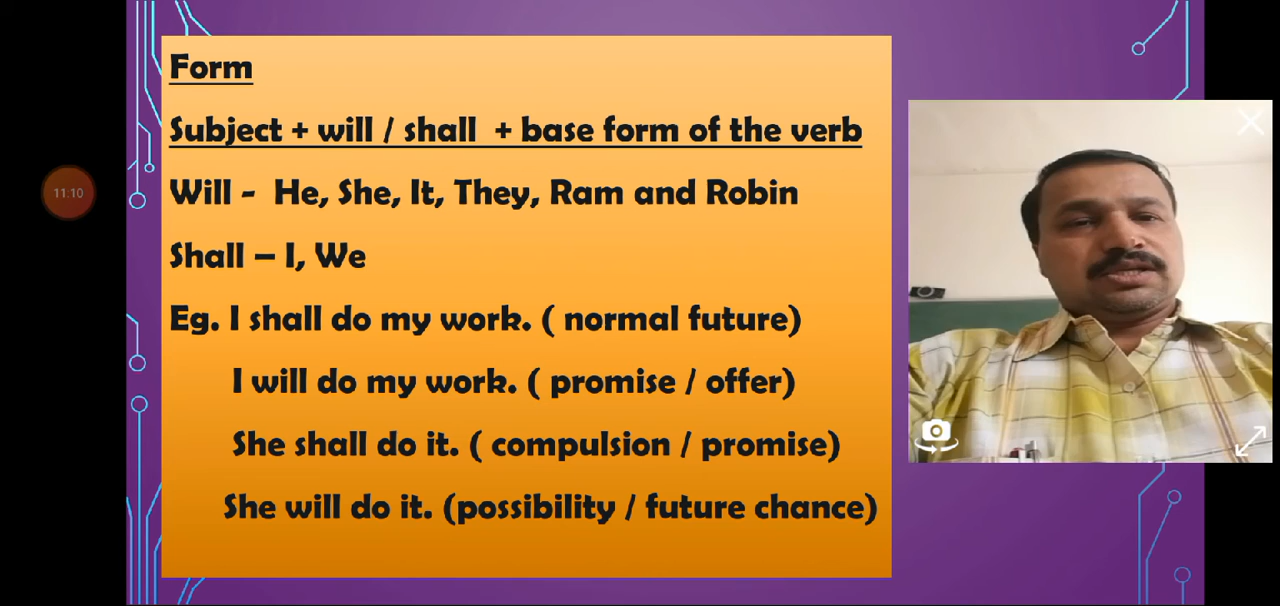 Form
Subject + will / shall + base form of the verb
Will - He, She, It, They, Ram and Robin
Shall – I, We
Eg. I shall do my work. ( normal future)
I will do my work. ( promise / offer)
She shall do it. ( compulsion / promise)
She will do it. (possibility / future chance)
11:10